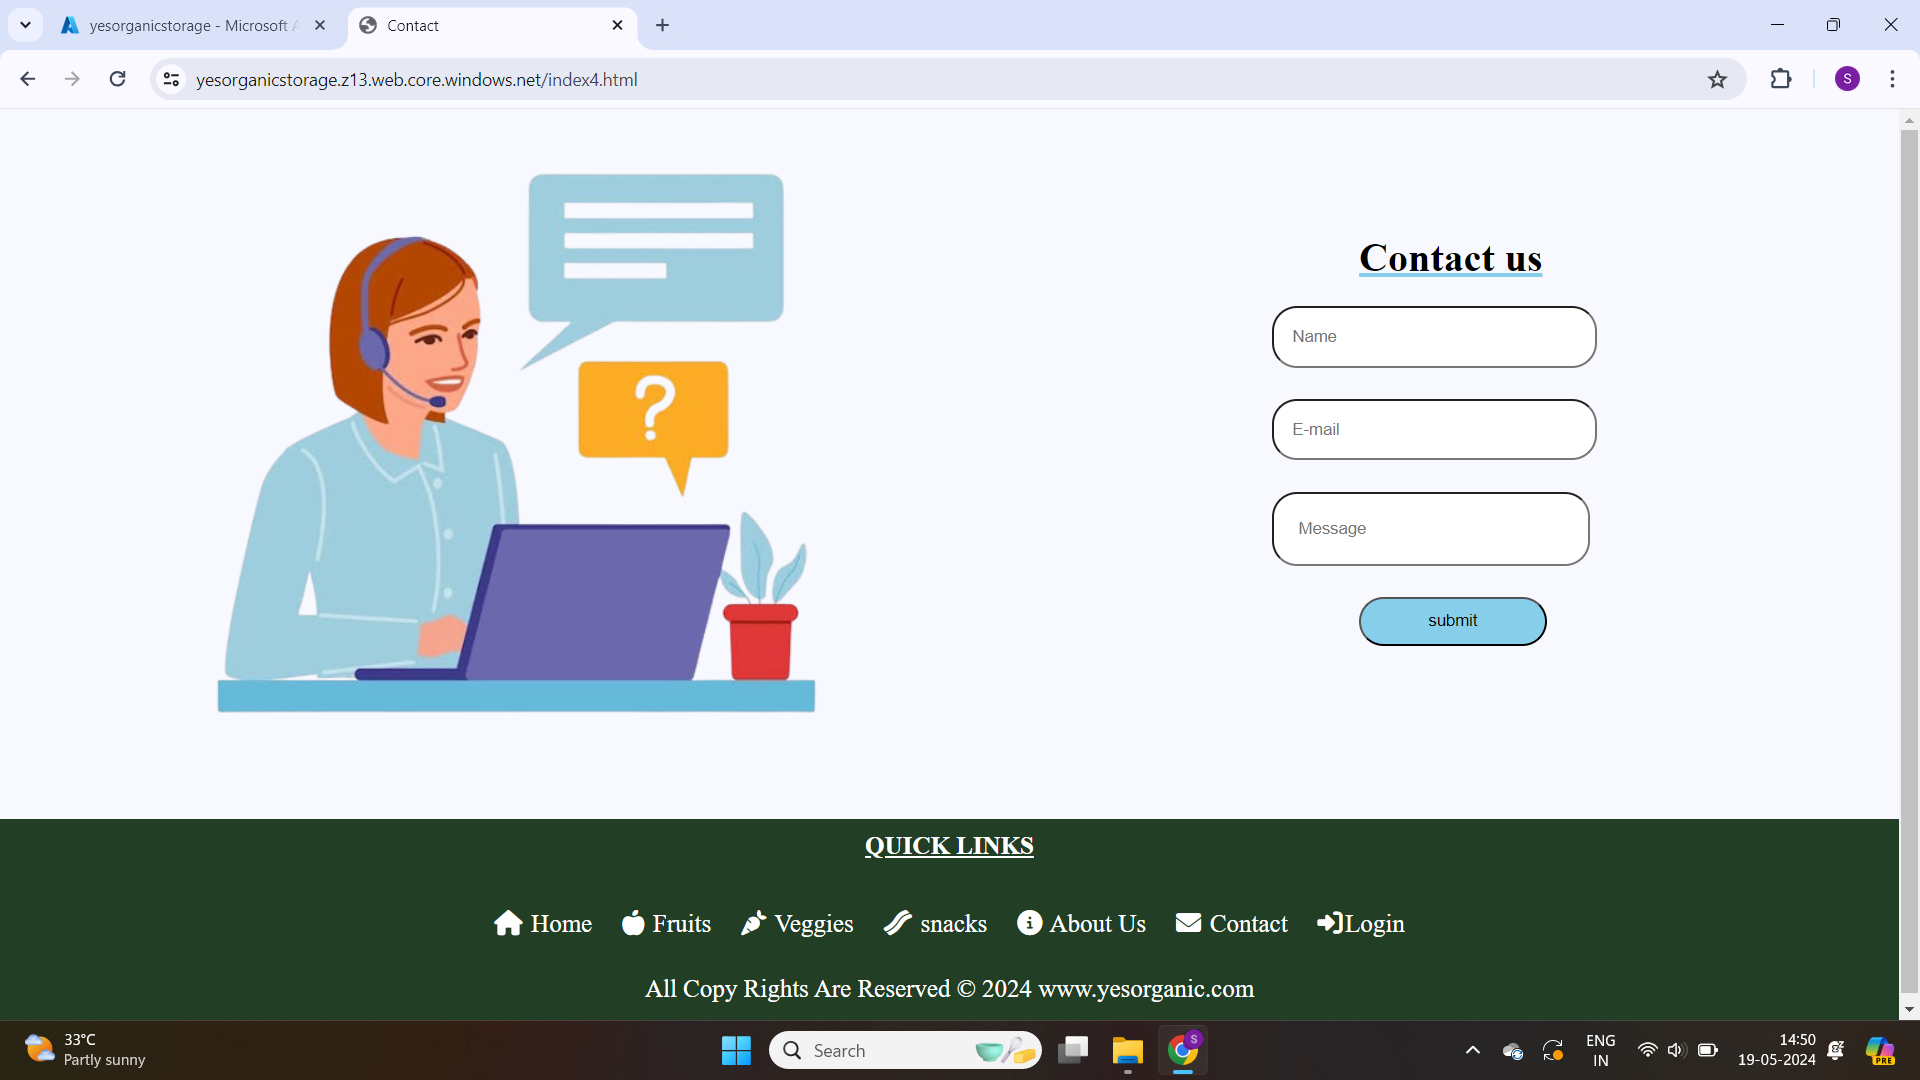 yesorganicstorage - Microsoft A
Contact
yesorganicstorage.z13.web.core.windows.net/index4.html
S
?
Contact us
Name
E-mail
Message
submit
QUICK LINKS
Home Fruits Veggies snacks About Us Contact Login
All Copy Rights Are Reserved © 2024 www.yesorganic.com
33°C
Partly sunny
Search
S
ENG
IN
14:50
19-05-2024
PRE